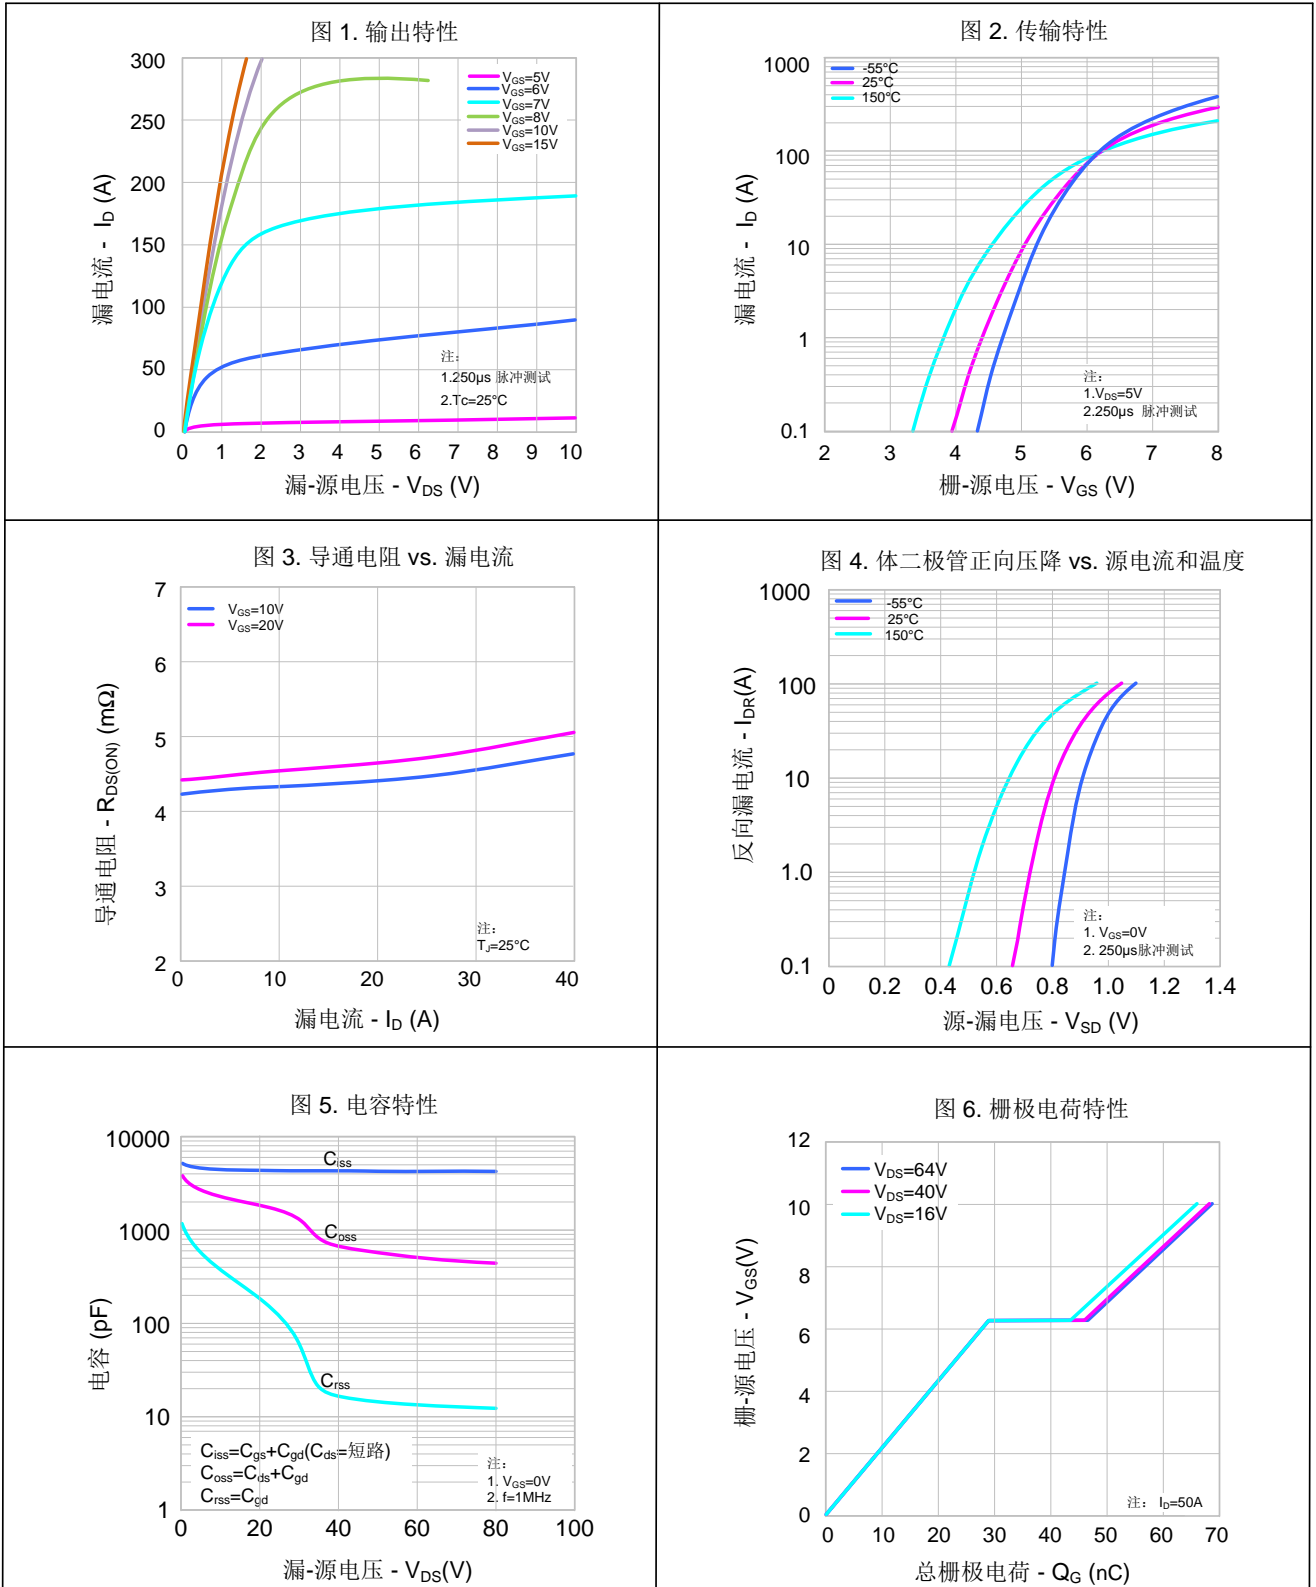 图 1. 输出特性
300
250
200
150
100
50
0
0 1 2 3 4 5 6 7 8 9 10
漏电流 - ID (A)
漏-源电压 - VDS (V)
VGS=5V
VGS=6V
VGS=7V
VGS=8V
VGS=10V
VGS=15V
注：
1.250µs 脉冲测试
2.Tc=25°C
图 2. 传输特性
1000
100
10
1
0.1
2 3 4 5 6 7 8
漏电流 - ID (A)
栅-源电压 - VGS (V)
-55°C
25°C
150°C
注：
1.VDS=5V
2.250µs 脉冲测试
图 3. 导通电阻 vs. 漏电流
7
6
5
4
3
2
0 10 20 30 40
导通电阻 - RDS(ON) (mΩ)
漏电流 - ID (A)
VGS=10V
VGS=20V
注：
TJ=25°C
图 4. 体二极管正向压降 vs. 源电流和温度
1000
100
10
1.0
0.1
0 0.2 0.4 0.6 0.8 1.0 1.2 1.4
反向漏电流 - IDR(A)
源-漏电压 - VSD (V)
-55°C
25°C
150°C
注：
1. VGS=0V
2. 250µs脉冲测试
图 5. 电容特性
10000
1000
100
10
1
0 20 40 60 80 100
电容 (pF)
漏-源电压 - VDS(V)
Ciss
Coss
Crss
Ciss=Cgs+Cgd(Cds=短路)
Coss=Cds+Cgd
Crss=Cgd
注：
1. VGS=0V
2. f=1MHz
图 6. 栅极电荷特性
12
10
8
6
4
2
0
0 10 20 30 40 50 60 70
栅-源电压 - VGS(V)
总栅极电荷 - QG (nC)
VDS=64V
VDS=40V
VDS=16V
注： ID=50A